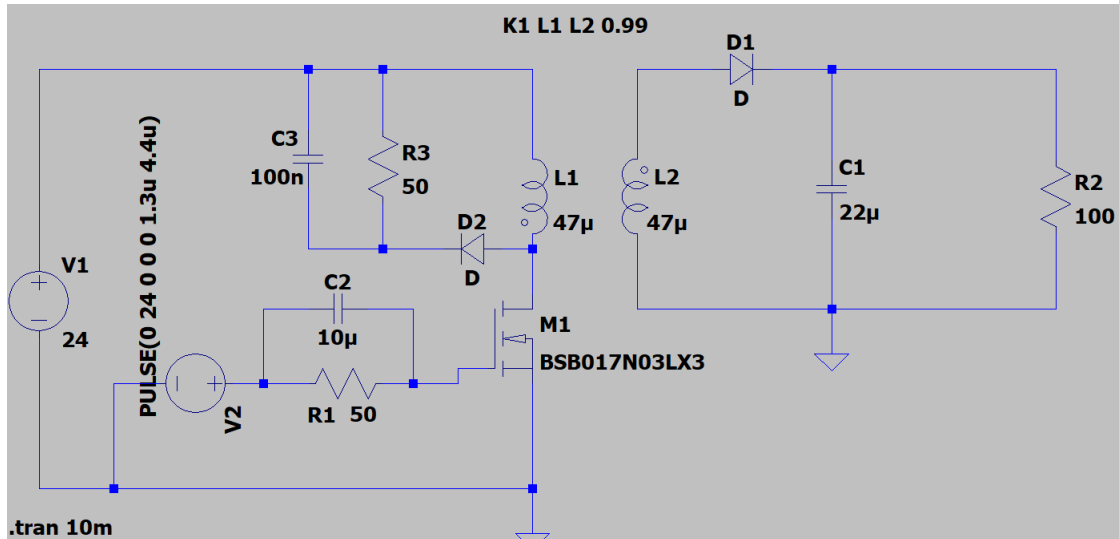 K1 L1 L2 0.99
D1
D
C3
100n
R3
50
L1
47µ
L2
47µ
C1
22µ
R2
100
D2
D
V1
24
PULSE(0 24 0 0 0 1.3u 4.4u)
V2
C2
10µ
R1
50
M1
BSB017N03LX3
.tran 10m